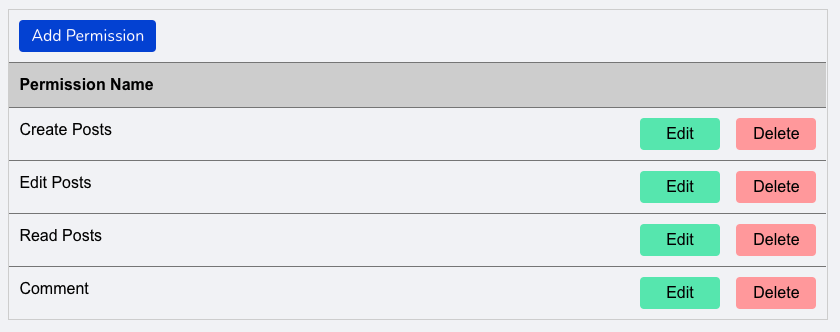 Add Permission
Permission Name
Create Posts Edit Delete
Edit Posts Edit Delete
Read Posts Edit Delete
Comment Edit Delete